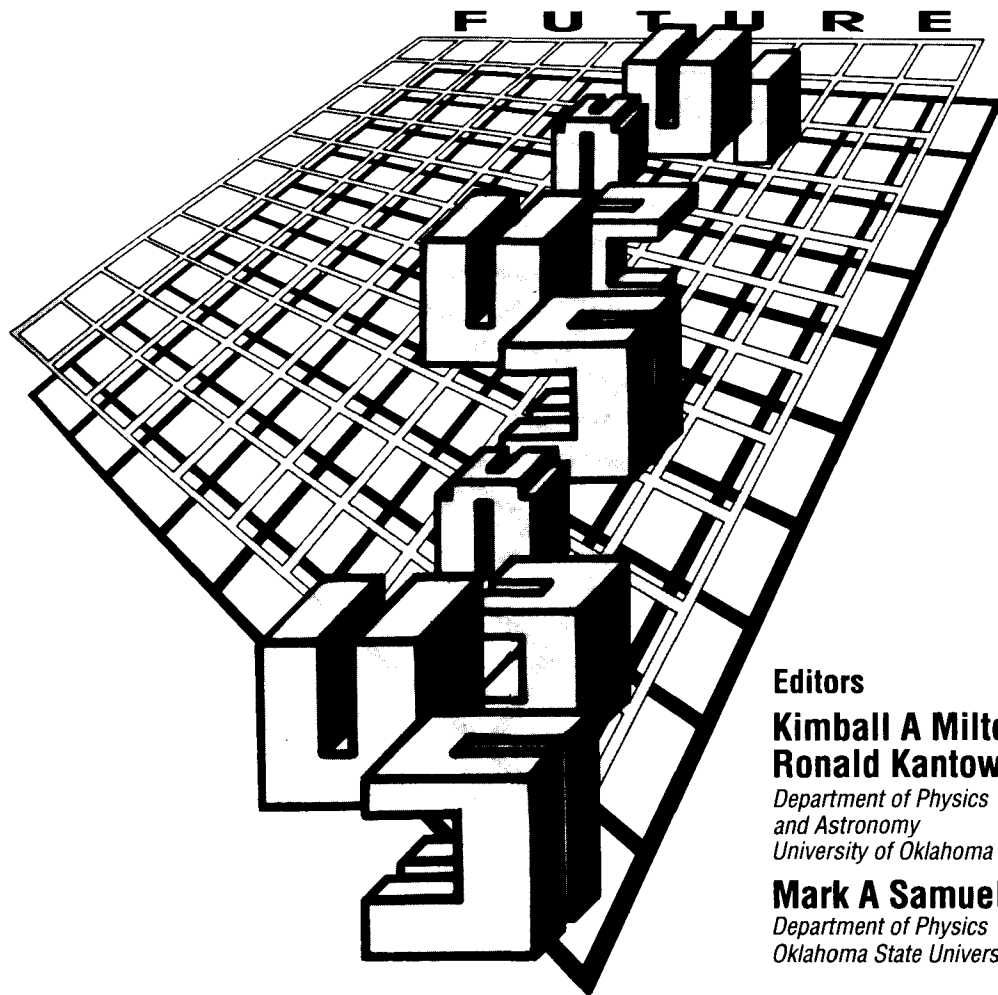 FUTURE
Editors
Kimball A Milto
Ronald Kantow
Department of Physics
and Astronomy
University of Oklahoma
Mark A Samuel
Department of Physics
Oklahoma State Univers